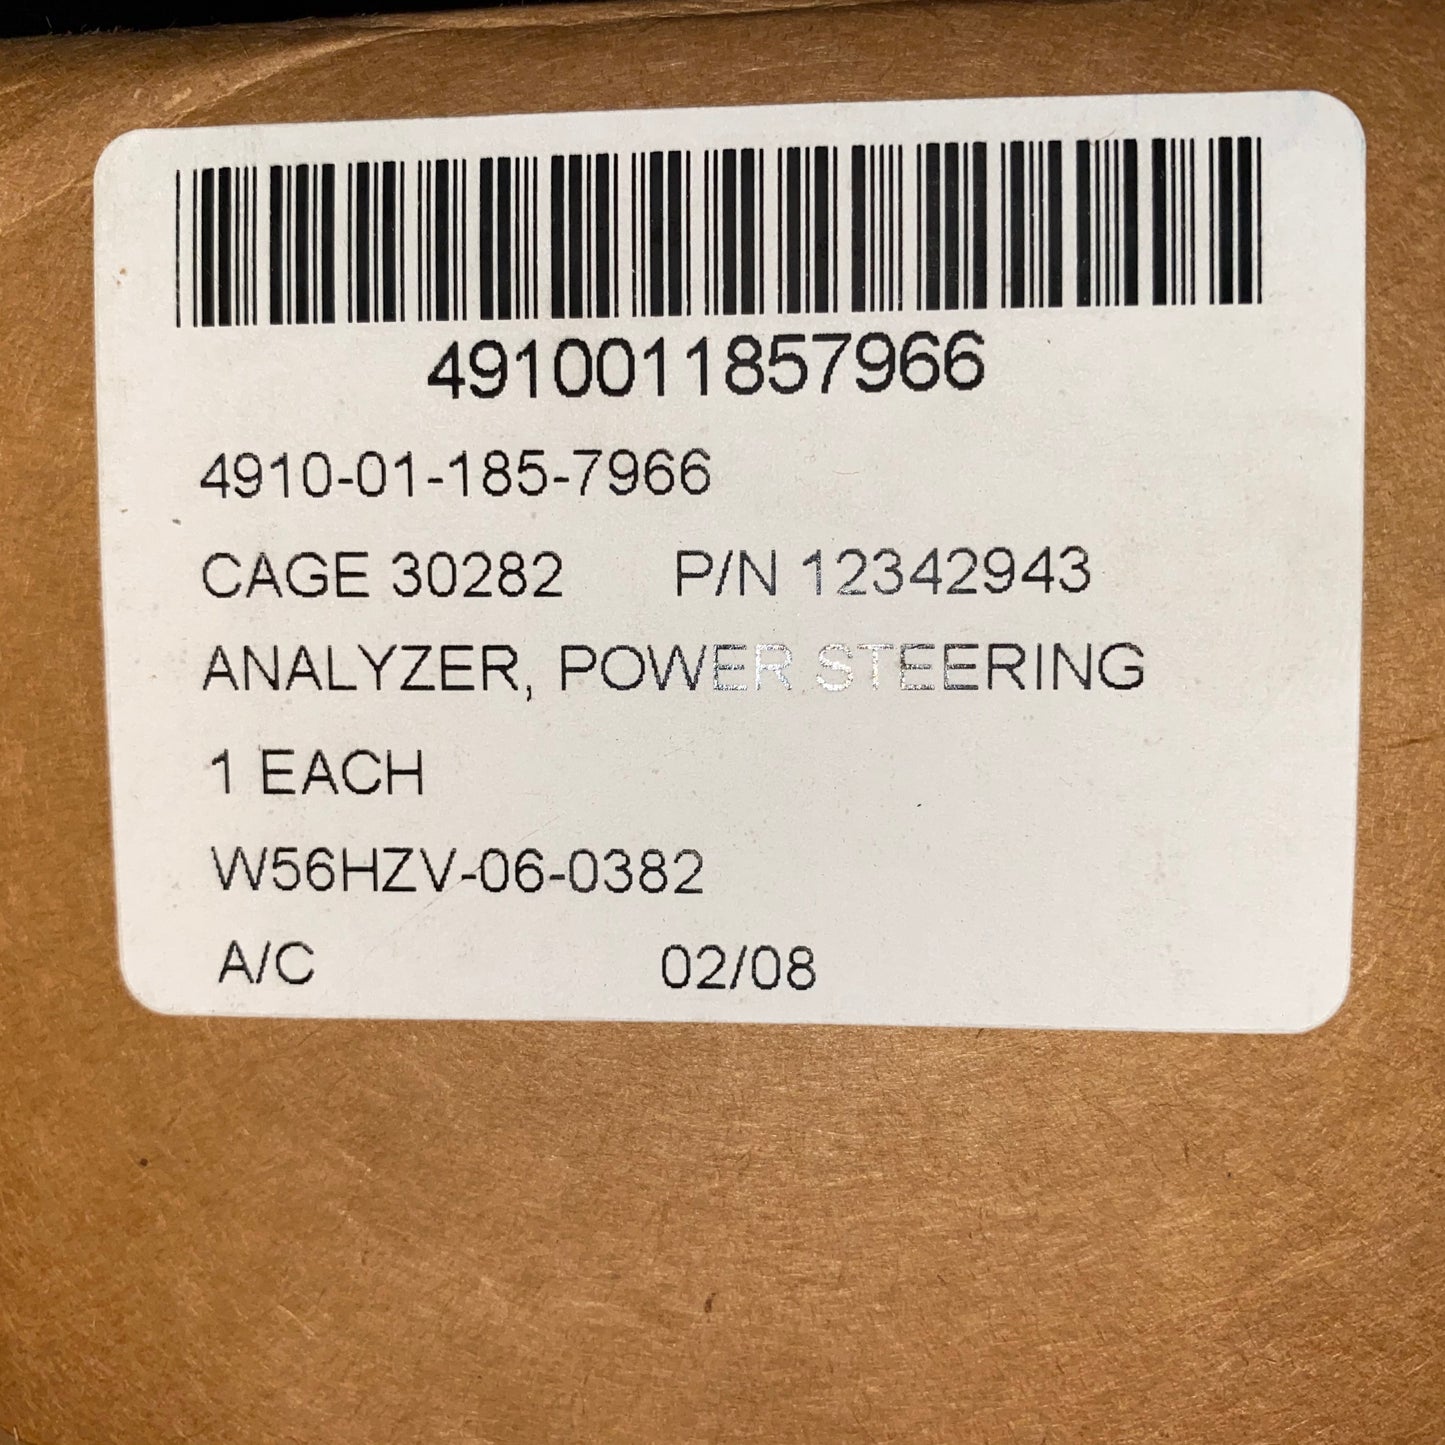 4910011857966
4910-01-185-7966
CAGE 30282 P/N 12342943
ANALYZER, POWER STEERING
1 EACH
W56HZV-06-0382
A/C 02/08